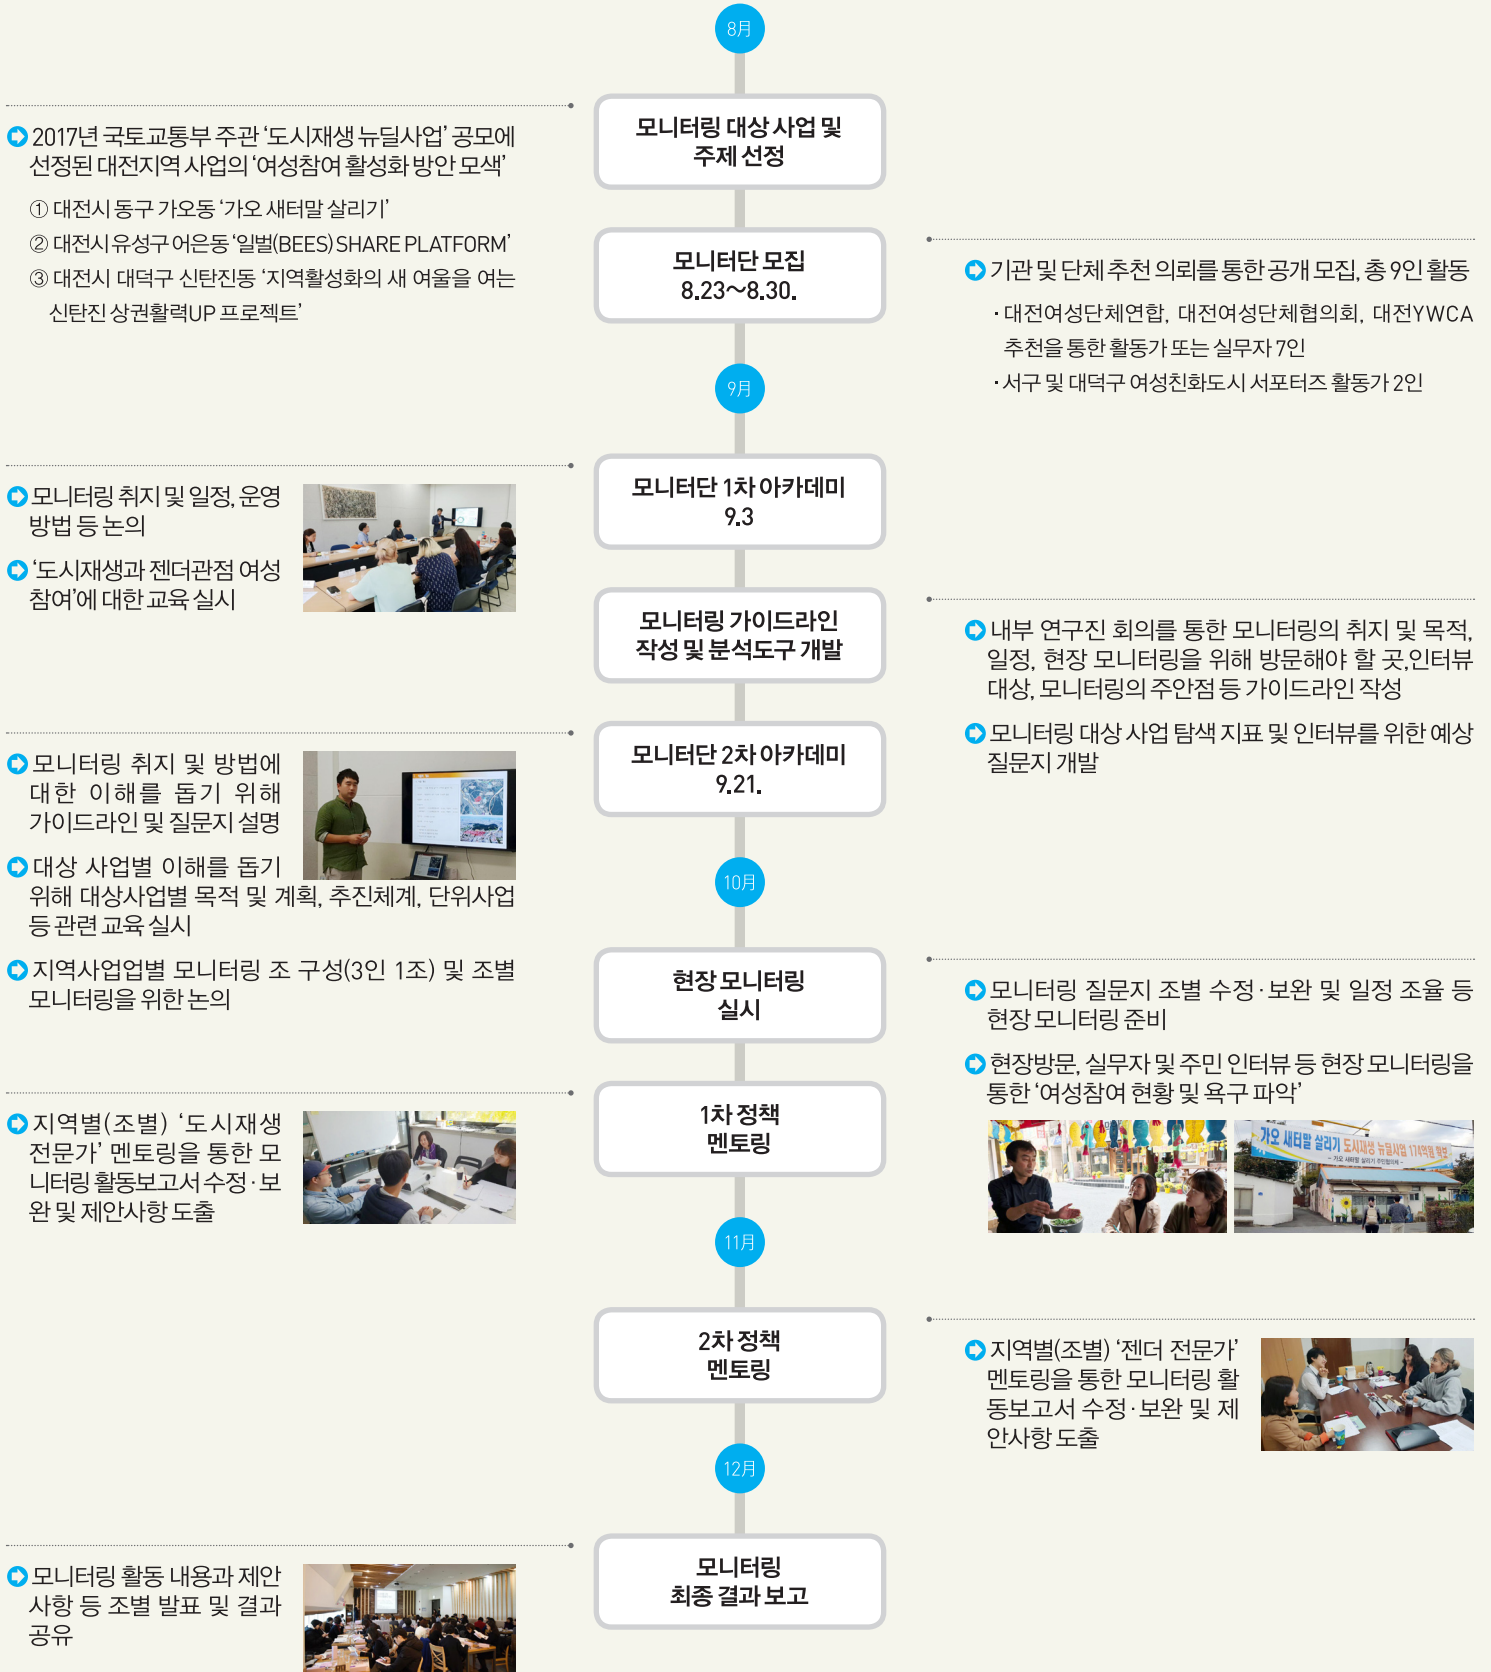 8月
모니터링 대상 사업 및
주제 선정
2017년 국토교통부 주관 ‘도시재생 뉴딜사업’ 공모에
선정된 대전지역 사업의 ‘여성참여 활성화 방안 모색’
① 대전시 동구 가오동 ‘가오 새터말 살리기’
② 대전시 유성구 어은동 ‘일벌(BEES) SHARE PLATFORM’
③ 대전시 대덕구 신탄진동 ‘지역활성화의 새 여울을 여는
신탄진 상권활력UP 프로젝트’
모니터단 모집
8.23~8.30.
기관 및 단체 추천 의뢰를 통한 공개 모집, 총 9인 활동
· 대전여성단체연합, 대전여성단체협의회, 대전YWCA
추천을 통한 활동가 또는 실무자 7인
· 서구 및 대덕구 여성친화도시 서포터즈 활동가 2인
9月
모니터단 1차 아카데미
9.3
모니터링 취지 및 일정, 운영
방법 등 논의
‘도시재생과 젠더관점 여성
참여’에 대한 교육 실시
모니터링 가이드라인
작성 및 분석도구 개발
내부 연구진 회의를 통한 모니터링의 취지 및 목적,
일정, 현장 모니터링을 위해 방문해야 할 곳,인터뷰
대상, 모니터링의 주안점 등 가이드라인 작성
모니터링 대상 사업 탐색 지표 및 인터뷰를 위한 예상
질문지 개발
모니터단 2차 아카데미
9.21.
모니터링 취지 및 방법에
대한 이해를 돕기 위해
가이드라인 및 질문지 설명
대상 사업별 이해를 돕기
위해 대상사업별 목적 및 계획, 추진체계, 단위사업
등 관련 교육 실시
지역사업업별 모니터링 조 구성(3인 1조) 및 조별
모니터링을 위한 논의
10月
현장 모니터링
실시
모니터링 질문지 조별 수정·보완 및 일정 조율 등
현장 모니터링 준비
현장방문, 실무자 및 주민 인터뷰 등 현장 모니터링을
통한 ‘여성참여 현황 및 욕구 파악’
가오 새터말 살리기 도시재생 뉴딜사업 174억원 확보
- 가오 새터말 살리기 주민협의체 -
1차 정책
멘토링
지역별(조별) ‘도시재생
전문가’ 멘토링을 통한 모
니터링 활동보고서 수정·보
완 및 제안사항 도출
11月
2차 정책
멘토링
지역별(조별) ‘젠더 전문가’
멘토링을 통한 모니터링 활
동보고서 수정·보완 및 제
안사항 도출
12月
모니터링
최종 결과 보고
모니터링 활동 내용과 제안
사항 등 조별 발표 및 결과
공유